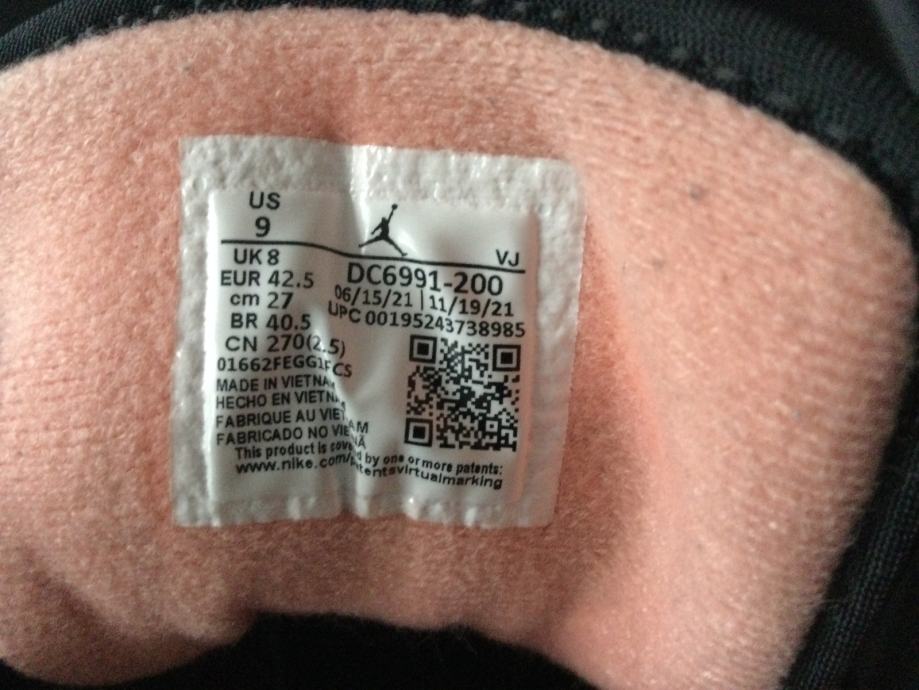 US
9
VJ
UK 8
EUR 42.5
cm 27
BR 40.5
CN 270(2.5)
DC6991-200
06/15/21 | 11/19/21
UPC 00195243738985
MADE IN VIETNAM
HECHO EN VIETNAM
FABRIQUE AU VIETNAM
FABRICADO NO VIETNÃ
This product is covered by one or more patents:
www.nike.com/patentsvirtualmarking